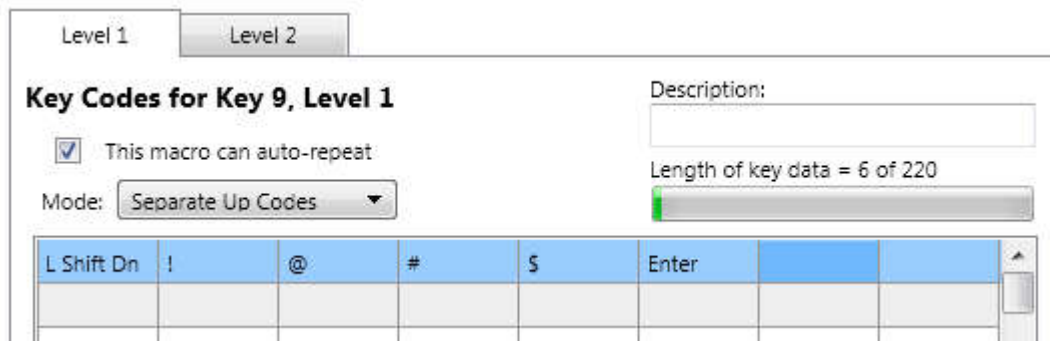 Level 1 Level 2
Key Codes for Key 9, Level 1
Description:
This macro can auto-repeat
Length of key data = 6 of 220
Mode: Separate Up Codes
L Shift Dn ! @ # $ Enter